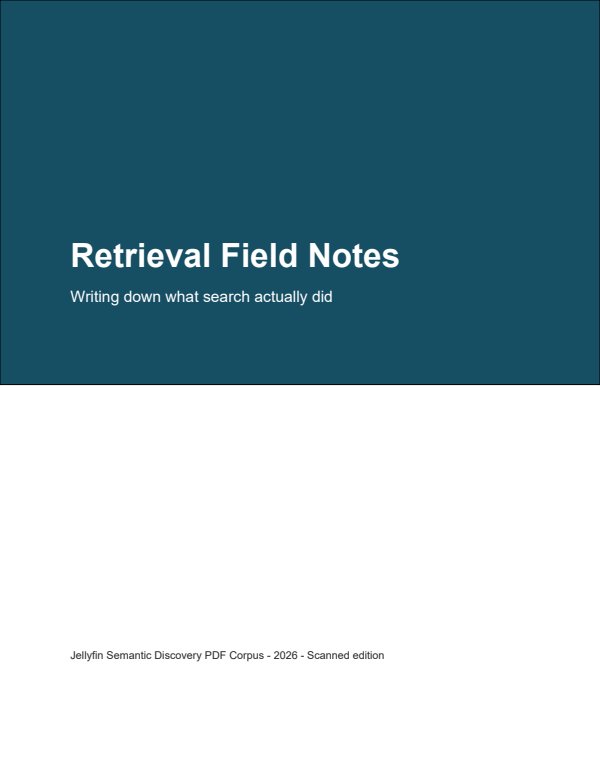 Retrieval Field Notes
Writing down what search actually did
Jellyfin Semantic Discovery PDF Corpus - 2026 - Scanned edition